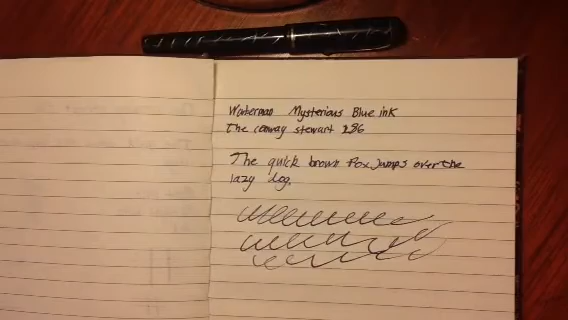 Waterman Mysterious Blue ink
The conway stewart 286
The quick brown Fox Jumps over the
lazy dog.